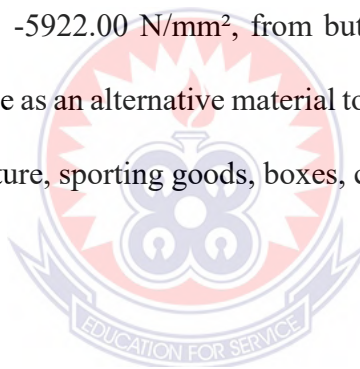 -5922.00 N/mm², from but
e as an alternative material to
ture, sporting goods, boxes, c
EDUCATION FOR SERVICE